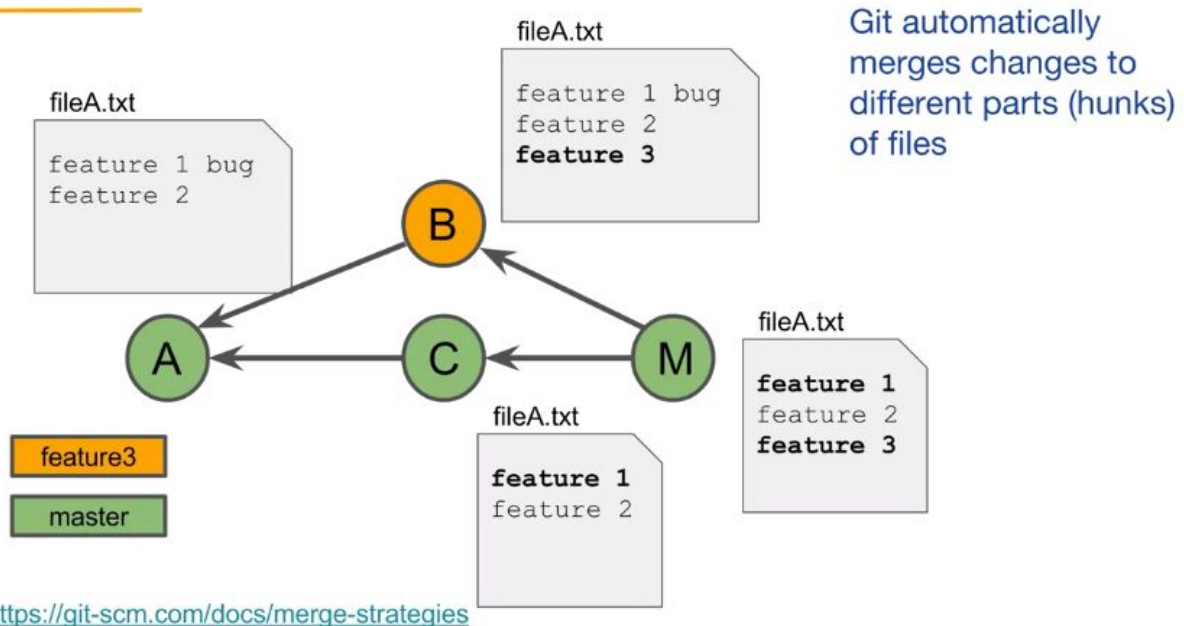 fileA.txt
feature 1 bug
feature 2
fileA.txt
feature 1 bug
feature 2
feature 3
Git automatically
merges changes to
different parts (hunks)
of files
B
A
C
M
fileA.txt
feature 1
feature 2
feature 3
fileA.txt
feature 1
feature 2
feature3
master
ttps://git-scm.com/docs/merge-strategies